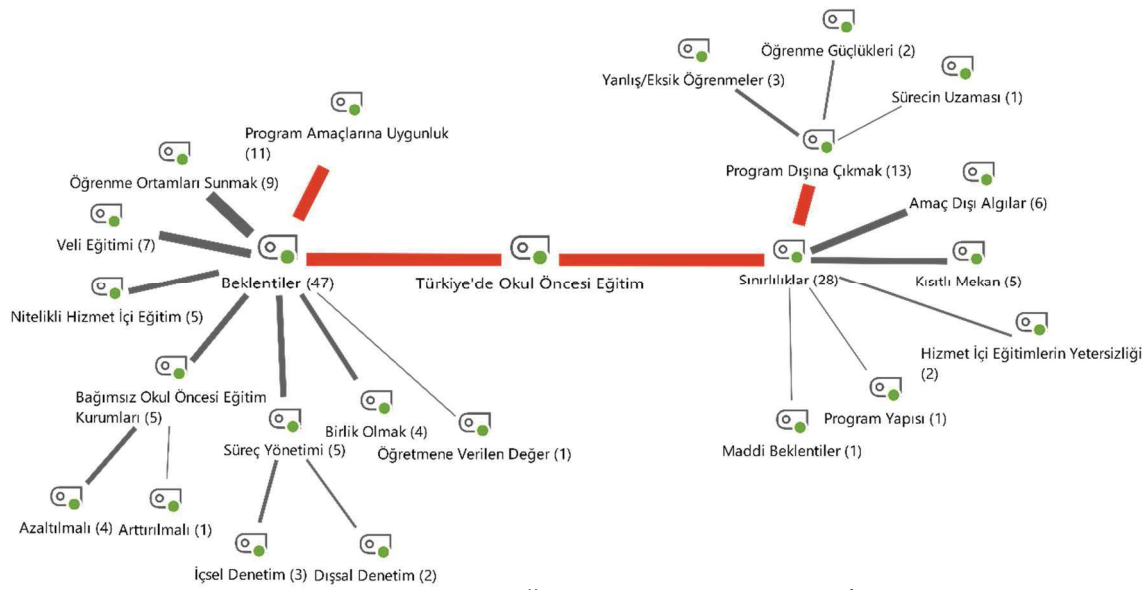 Öğrenme Güçlükleri (2)
Yanlış/Eksik Öğrenmeler (3)
Sürecin Uzaması (1)
Program Amaçlarına Uygunluk
(11)
Program Dışına Çıkmak (13)
Öğrenme Ortamları Sunmak (9)
Amaç Dışı Algılar (6)
Veli Eğitimi (7)
Beklentiler (47)
Türkiye'de Okul Öncesi Eğitim
Sınırlılıklar (28)
Kısıtlı Mekan (5)
Nitelikli Hizmet İçi Eğitim (5)
Hizmet İçi Eğitimlerin Yetersizliği
(2)
Bağımsız Okul Öncesi Eğitim
Kurumları (5)
Program Yapısı (1)
Birlik Olmak (4)
Süreç Yönetimi (5)
Öğretmene Verilen Değer (1)
Maddi Beklentiler (1)
Azaltılmalı (4)
Arttırılmalı (1)
İçsel Denetim (3)
Dışsal Denetim (2)